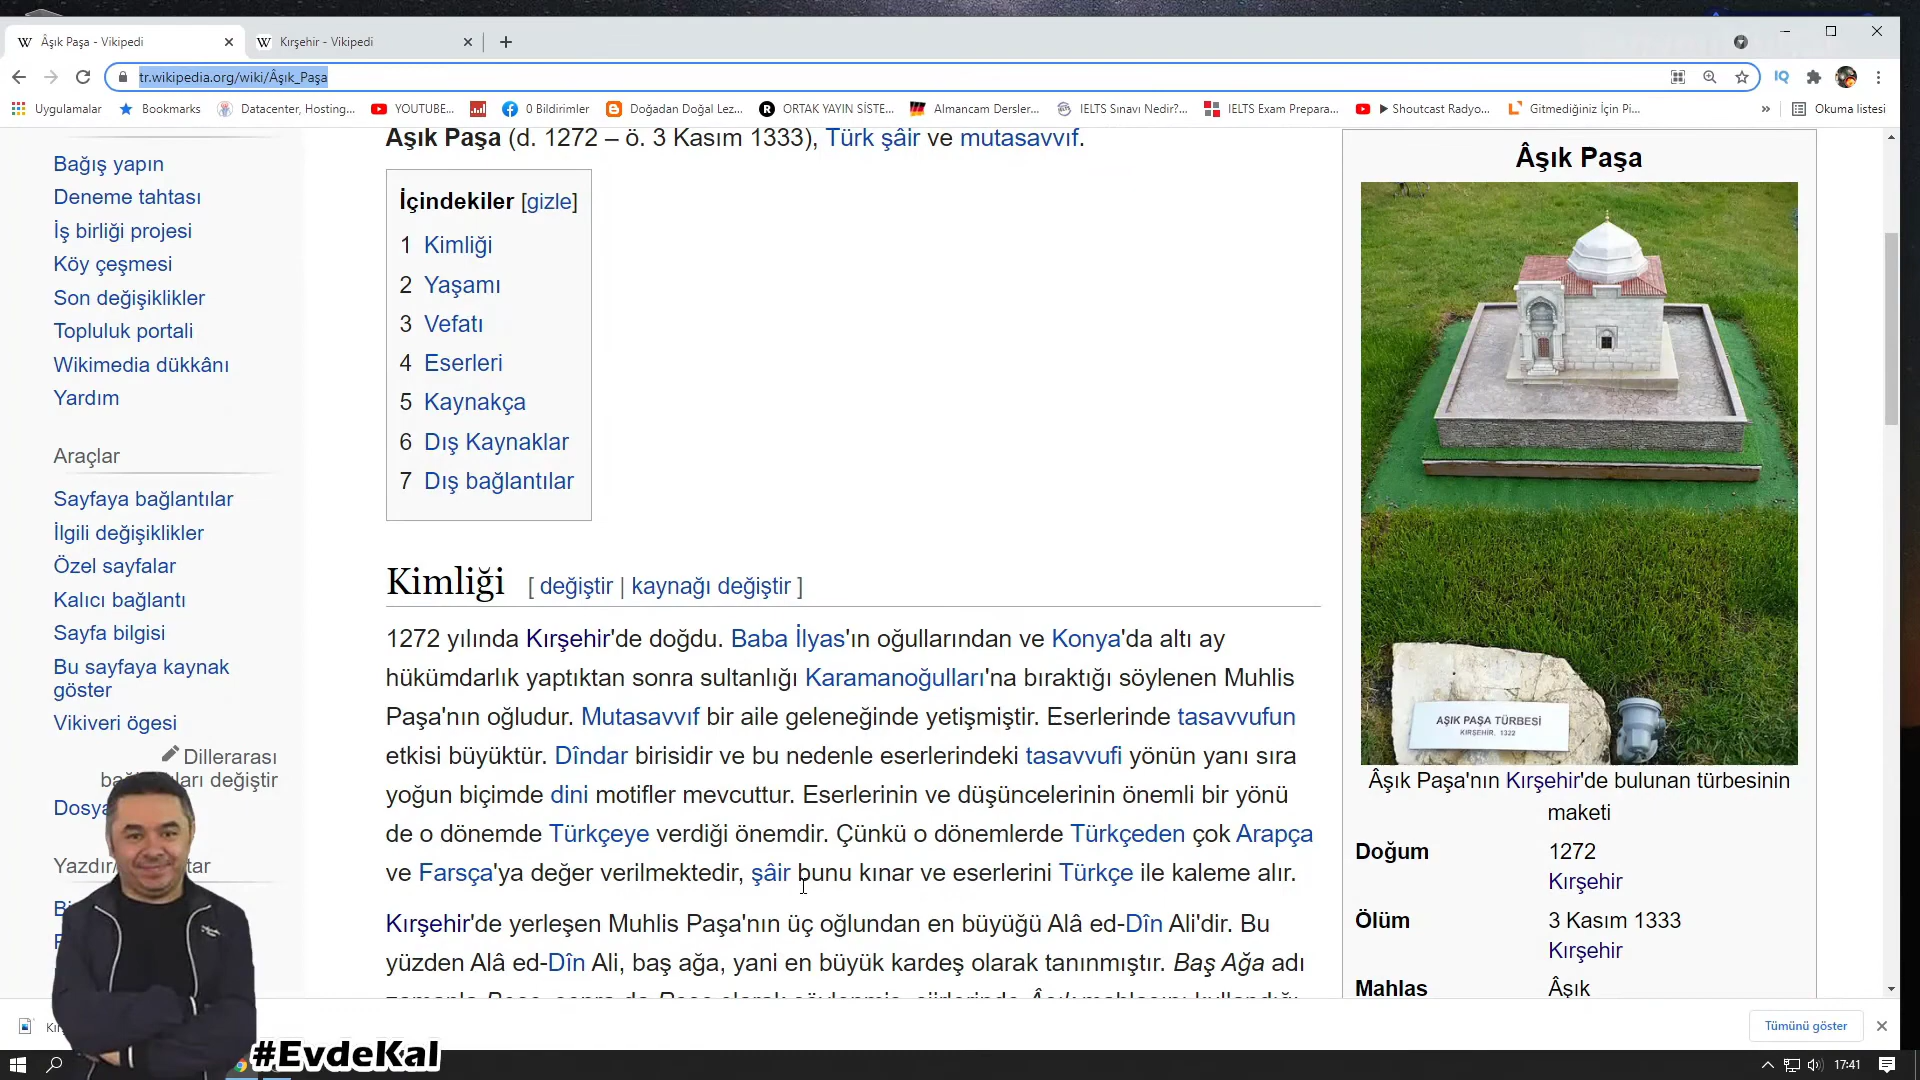 Âşık Paşa - Vikipedi
Kırşehir - Vikipedi
tr.wikipedia.org/wiki/Âşık_Paşa
IQ
Uygulamalar
Bookmarks
Datacenter, Hosting...
YOUTUBE...
0 Bildirimler
Doğadan Doğal Lez...
ORTAK YAYIN SİSTE...
Almancam Dersler...
IELTS Sınavı Nedir?...
IELTS Exam Prepara...
Shoutcast Radyo...
Gitmediğiniz İçin Pi...
»
Okuma listesi
Bağış yapın
Deneme tahtası
İş birliği projesi
Köy çeşmesi
Son değişiklikler
Topluluk portali
Wikimedia dükkânı
Yardım
Araçlar
Sayfaya bağlantılar
İlgili değişiklikler
Özel sayfalar
Kalıcı bağlantı
Sayfa bilgisi
Bu sayfaya kaynak
göster
Vikiveri ögesi
Dillerarası
değiştir
Yazdır/
Aşık Paşa (d. 1272 – ö. 3 Kasım 1333), Türk şâir ve mutasavvıf.
İçindekiler [gizle]
1 Kimliği
2 Yaşamı
3 Vefatı
4 Eserleri
5 Kaynakça
6 Dış Kaynaklar
7 Dış bağlantılar
Kimliği [ değiştir | kaynağı değiştir ]
1272 yılında Kırşehir'de doğdu. Baba İlyas'ın oğullarından ve Konya'da altı ay
hükümdarlık yaptıktan sonra sultanlığı Karamanoğulları'na bıraktığı söylenen Muhlis
Paşa'nın oğludur. Mutasavvıf bir aile geleneğinde yetişmiştir. Eserlerinde tasavvufun
etkisi büyüktür. Dîndar birisidir ve bu nedenle eserlerindeki tasavvufi yönün yanı sıra
yoğun biçimde dini motifler mevcuttur. Eserlerinin ve düşüncelerinin önemli bir yönü
de o dönemde Türkçeye verdiği önemdir. Çünkü o dönemlerde Türkçeden çok Arapça
ve Farsça'ya değer verilmektedir, şâir bunu kınar ve eserlerini Türkçe ile kaleme alır.
Kırşehir'de yerleşen Muhlis Paşa'nın üç oğlundan en büyüğü Alâ ed-Dîn Ali'dir. Bu
yüzden Alâ ed-Dîn Ali, baş ağa, yani en büyük kardeş olarak tanınmıştır. Baş Ağa adı
Âşık Paşa
AŞIK PAŞA TÜRBESİ
KIRŞEHİR, 1322
Âşık Paşa'nın Kırşehir'de bulunan türbesinin
maketi
Doğum 1272
Kırşehir
Ölüm 3 Kasım 1333
Kırşehir
Mahlas Âşık
Tümünü göster
#EvdeKal
17:41